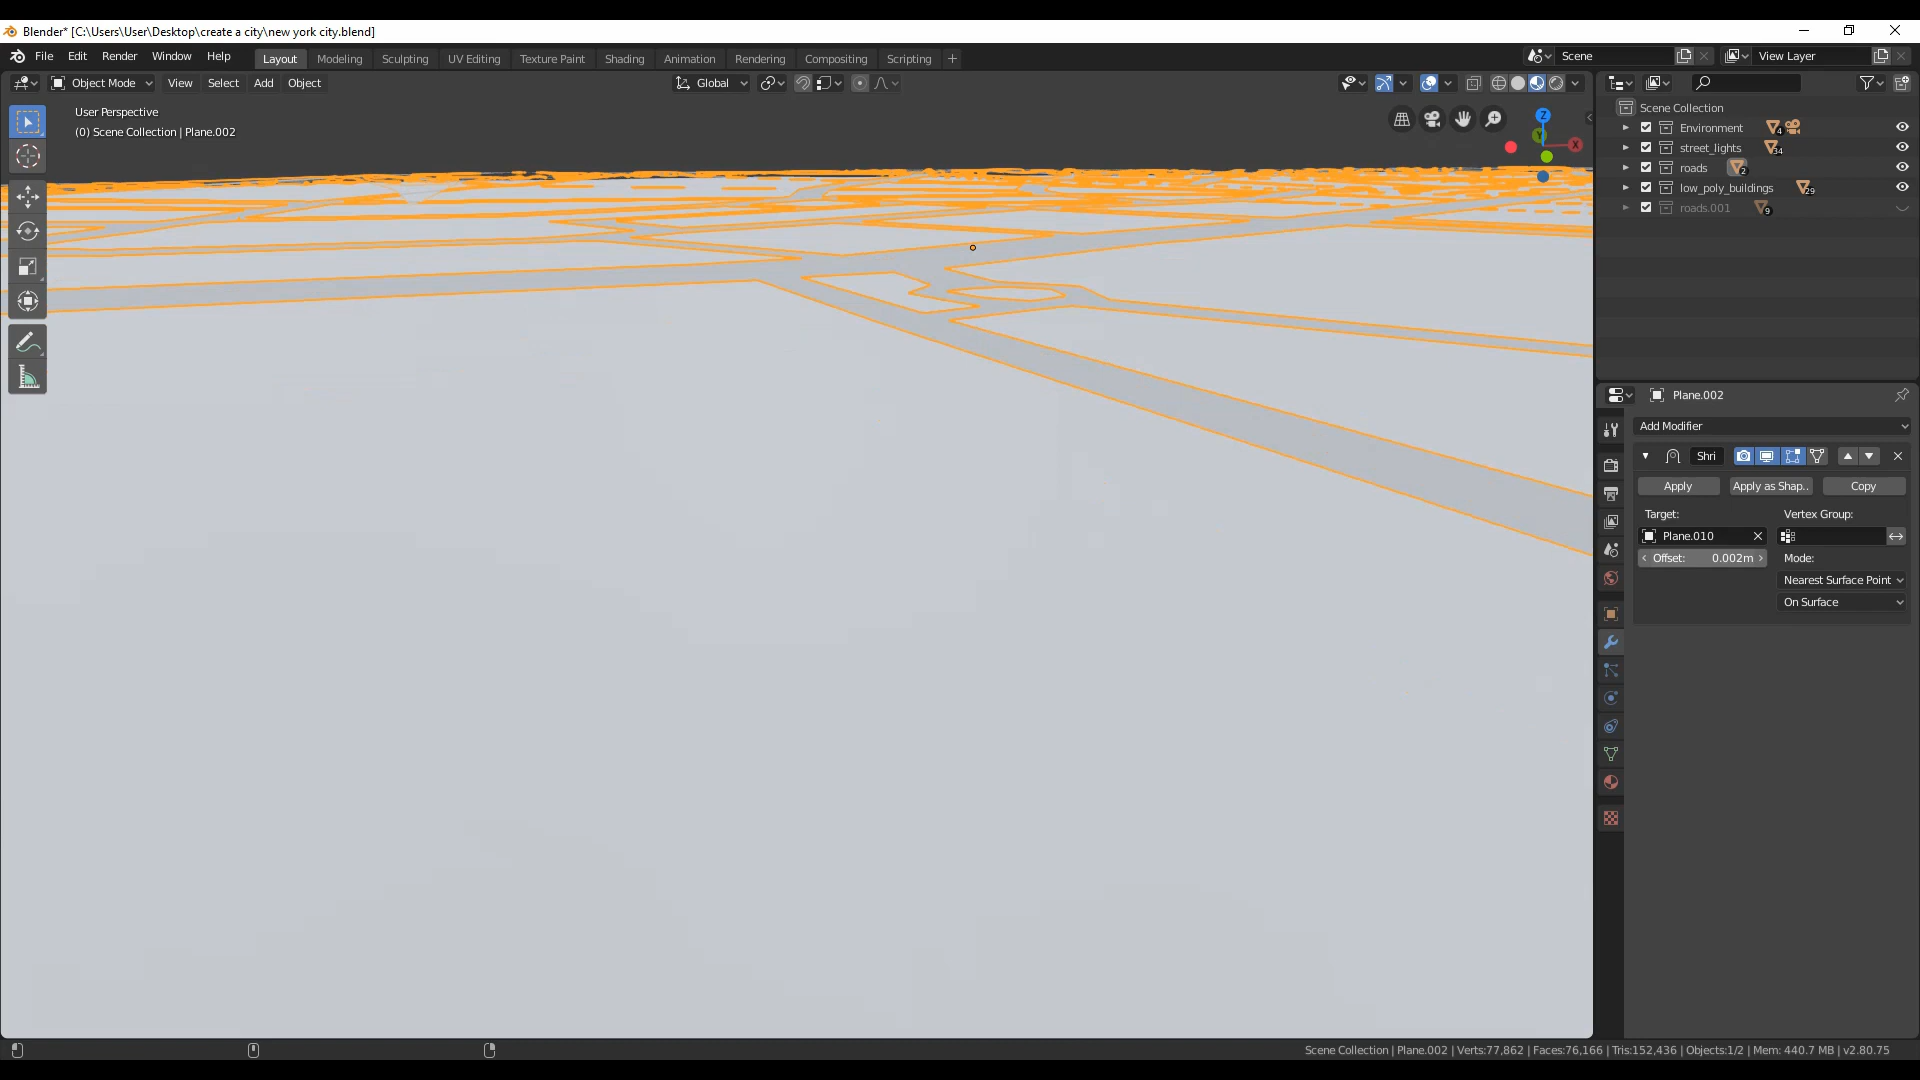 Blender* [C:\Users\User\Desktop\create a city\new york city.blend]
File Edit Render Window Help Layout Modeling Sculpting UV Editing Texture Paint Shading Animation Rendering Compositing Scripting + Scene View Layer
Object Mode View Select Add Object Global
User Perspective
(0) Scene Collection | Plane.002
Z
Y
X
Scene Collection
Environment 4
street_lights 34
roads 2
low_poly_buildings 29
roads.001 9
Plane.002
Add Modifier
Shri
Apply Apply as Shap.. Copy
Target: Vertex Group:
Plane.010
Offset: 0.002m Mode:
Nearest Surface Point
On Surface
Scene Collection | Plane.002 | Verts:77,862 | Faces:76,166 | Tris:152,436 | Objects:1/2 | Mem: 440.7 MB | v2.80.75